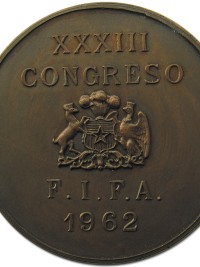 XXXIII
CONGRESO
F.I.F.A.
1962